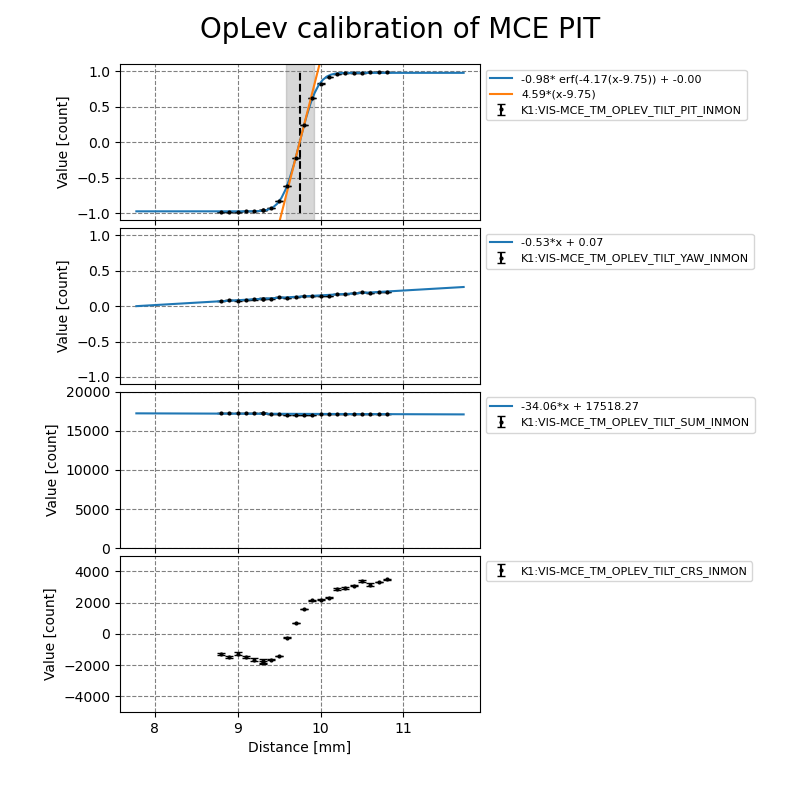 OpLev calibration of MCE PIT
1.0
0.5
0.0
−0.5
−1.0
Value [count]
-0.98* erf(-4.17(x-9.75)) + -0.00
4.59*(x-9.75)
K1:VIS-MCE_TM_OPLEV_TILT_PIT_INMON
1.0
0.5
0.0
−0.5
−1.0
Value [count]
-0.53*x + 0.07
K1:VIS-MCE_TM_OPLEV_TILT_YAW_INMON
20000
15000
10000
5000
0
Value [count]
-34.06*x + 17518.27
K1:VIS-MCE_TM_OPLEV_TILT_SUM_INMON
4000
2000
0
−2000
−4000
Value [count]
K1:VIS-MCE_TM_OPLEV_TILT_CRS_INMON
8 9 10 11
Distance [mm]